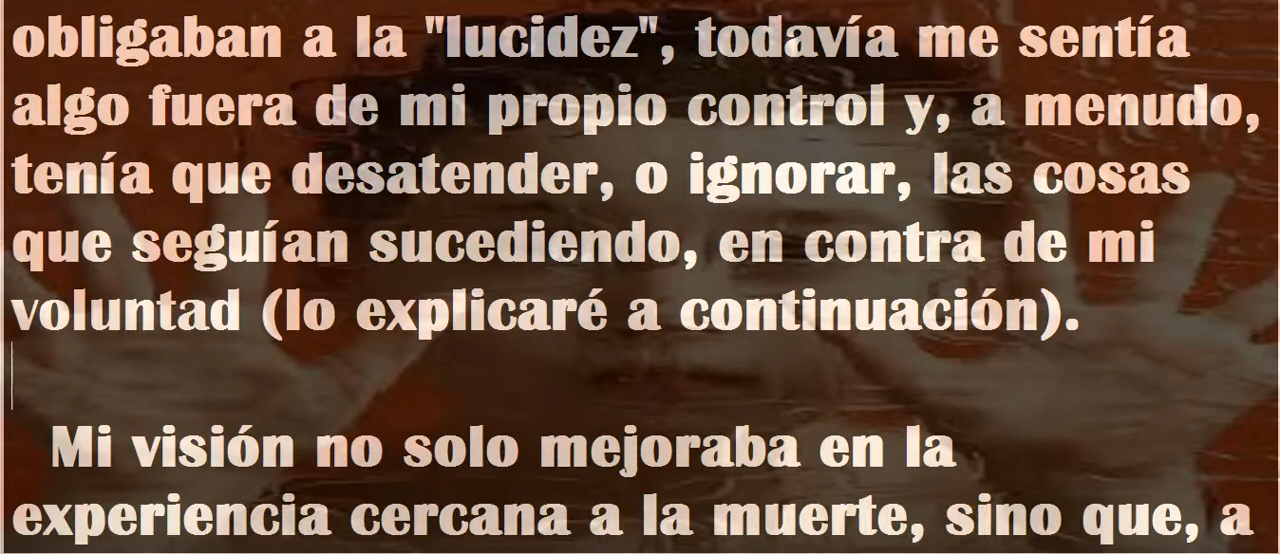 obligaban a la "lucidez", todavía me sentía
algo fuera de mi propio control y, a menudo,
tenía que desatender, o ignorar, las cosas
que seguían sucediendo, en contra de mi
voluntad (lo explicaré a continuación).
Mi visión no solo mejoraba en la
experiencia cercana a la muerte, sino que, a